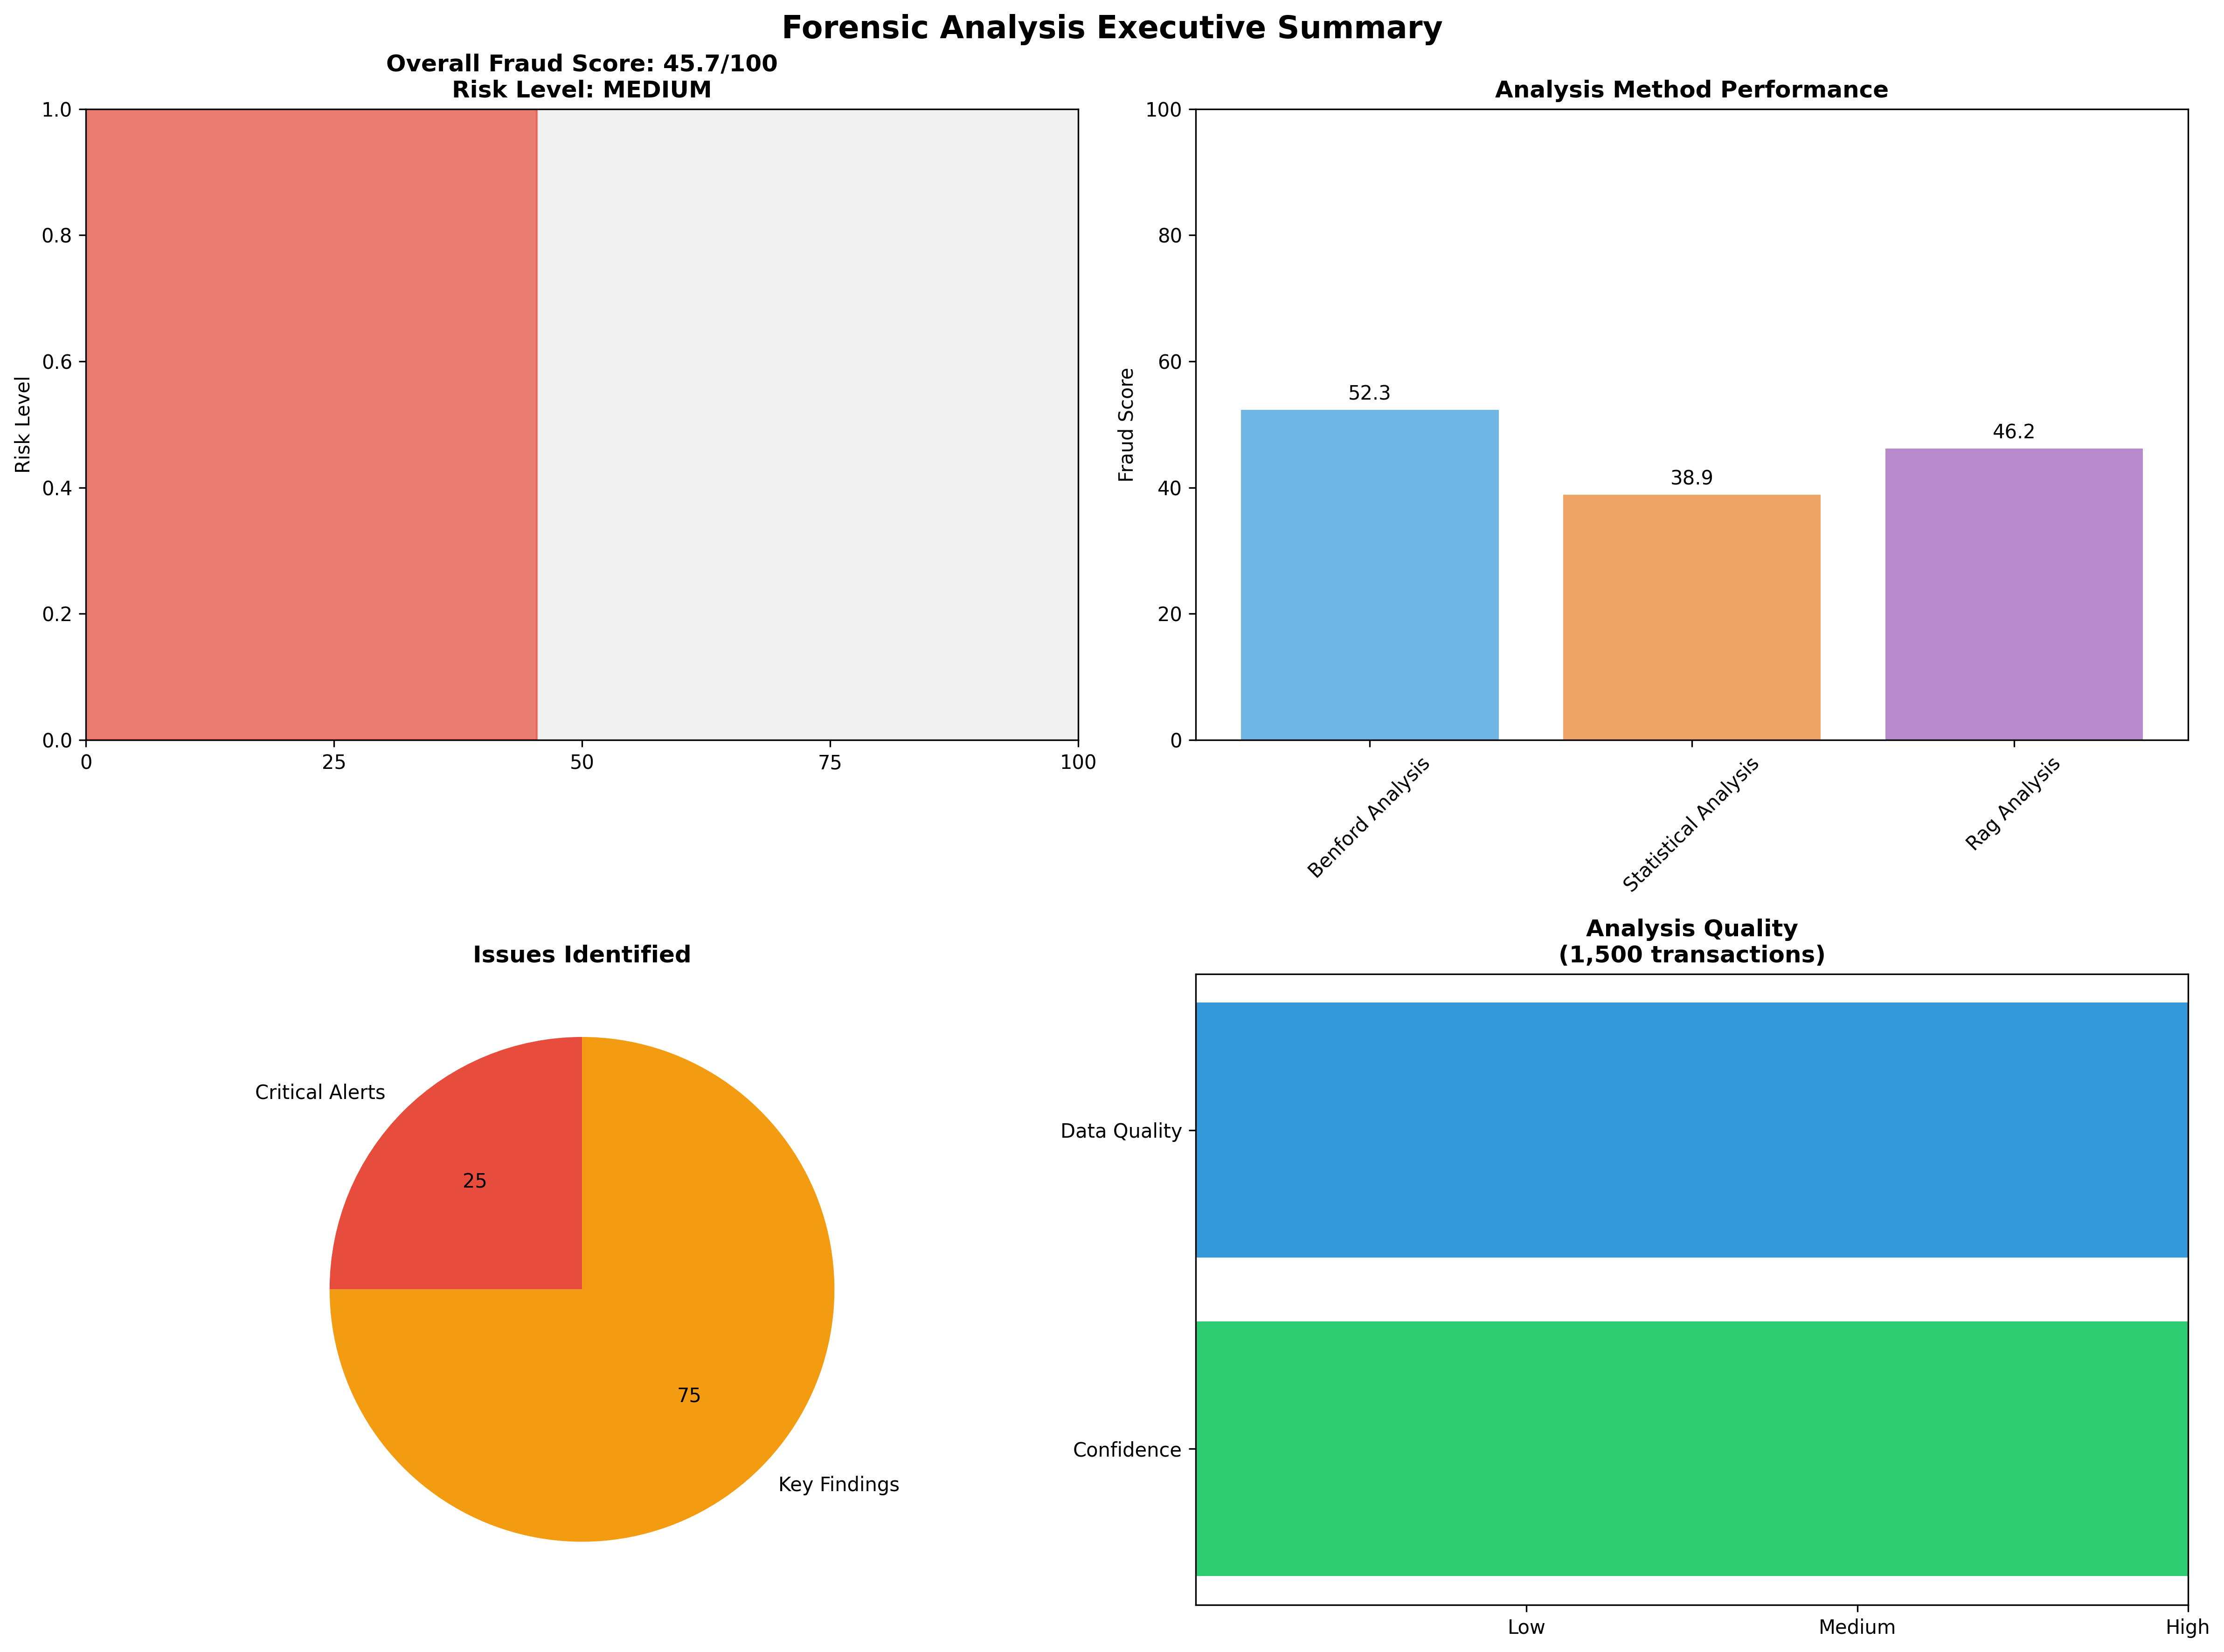 Forensic Analysis Executive Summary
Overall Fraud Score: 45.7/100
Risk Level: MEDIUM
1.0
0.8
0.6
0.4
0.2
0.0
Risk Level
0
25
50
75
100
Analysis Method Performance
100
80
60
40
20
0
Fraud Score
52.3
38.9
46.2
Benford Analysis
Statistical Analysis
Rag Analysis
Issues Identified
Critical Alerts
25
75
Key Findings
Analysis Quality
(1,500 transactions)
Data Quality
Confidence
Low
Medium
High